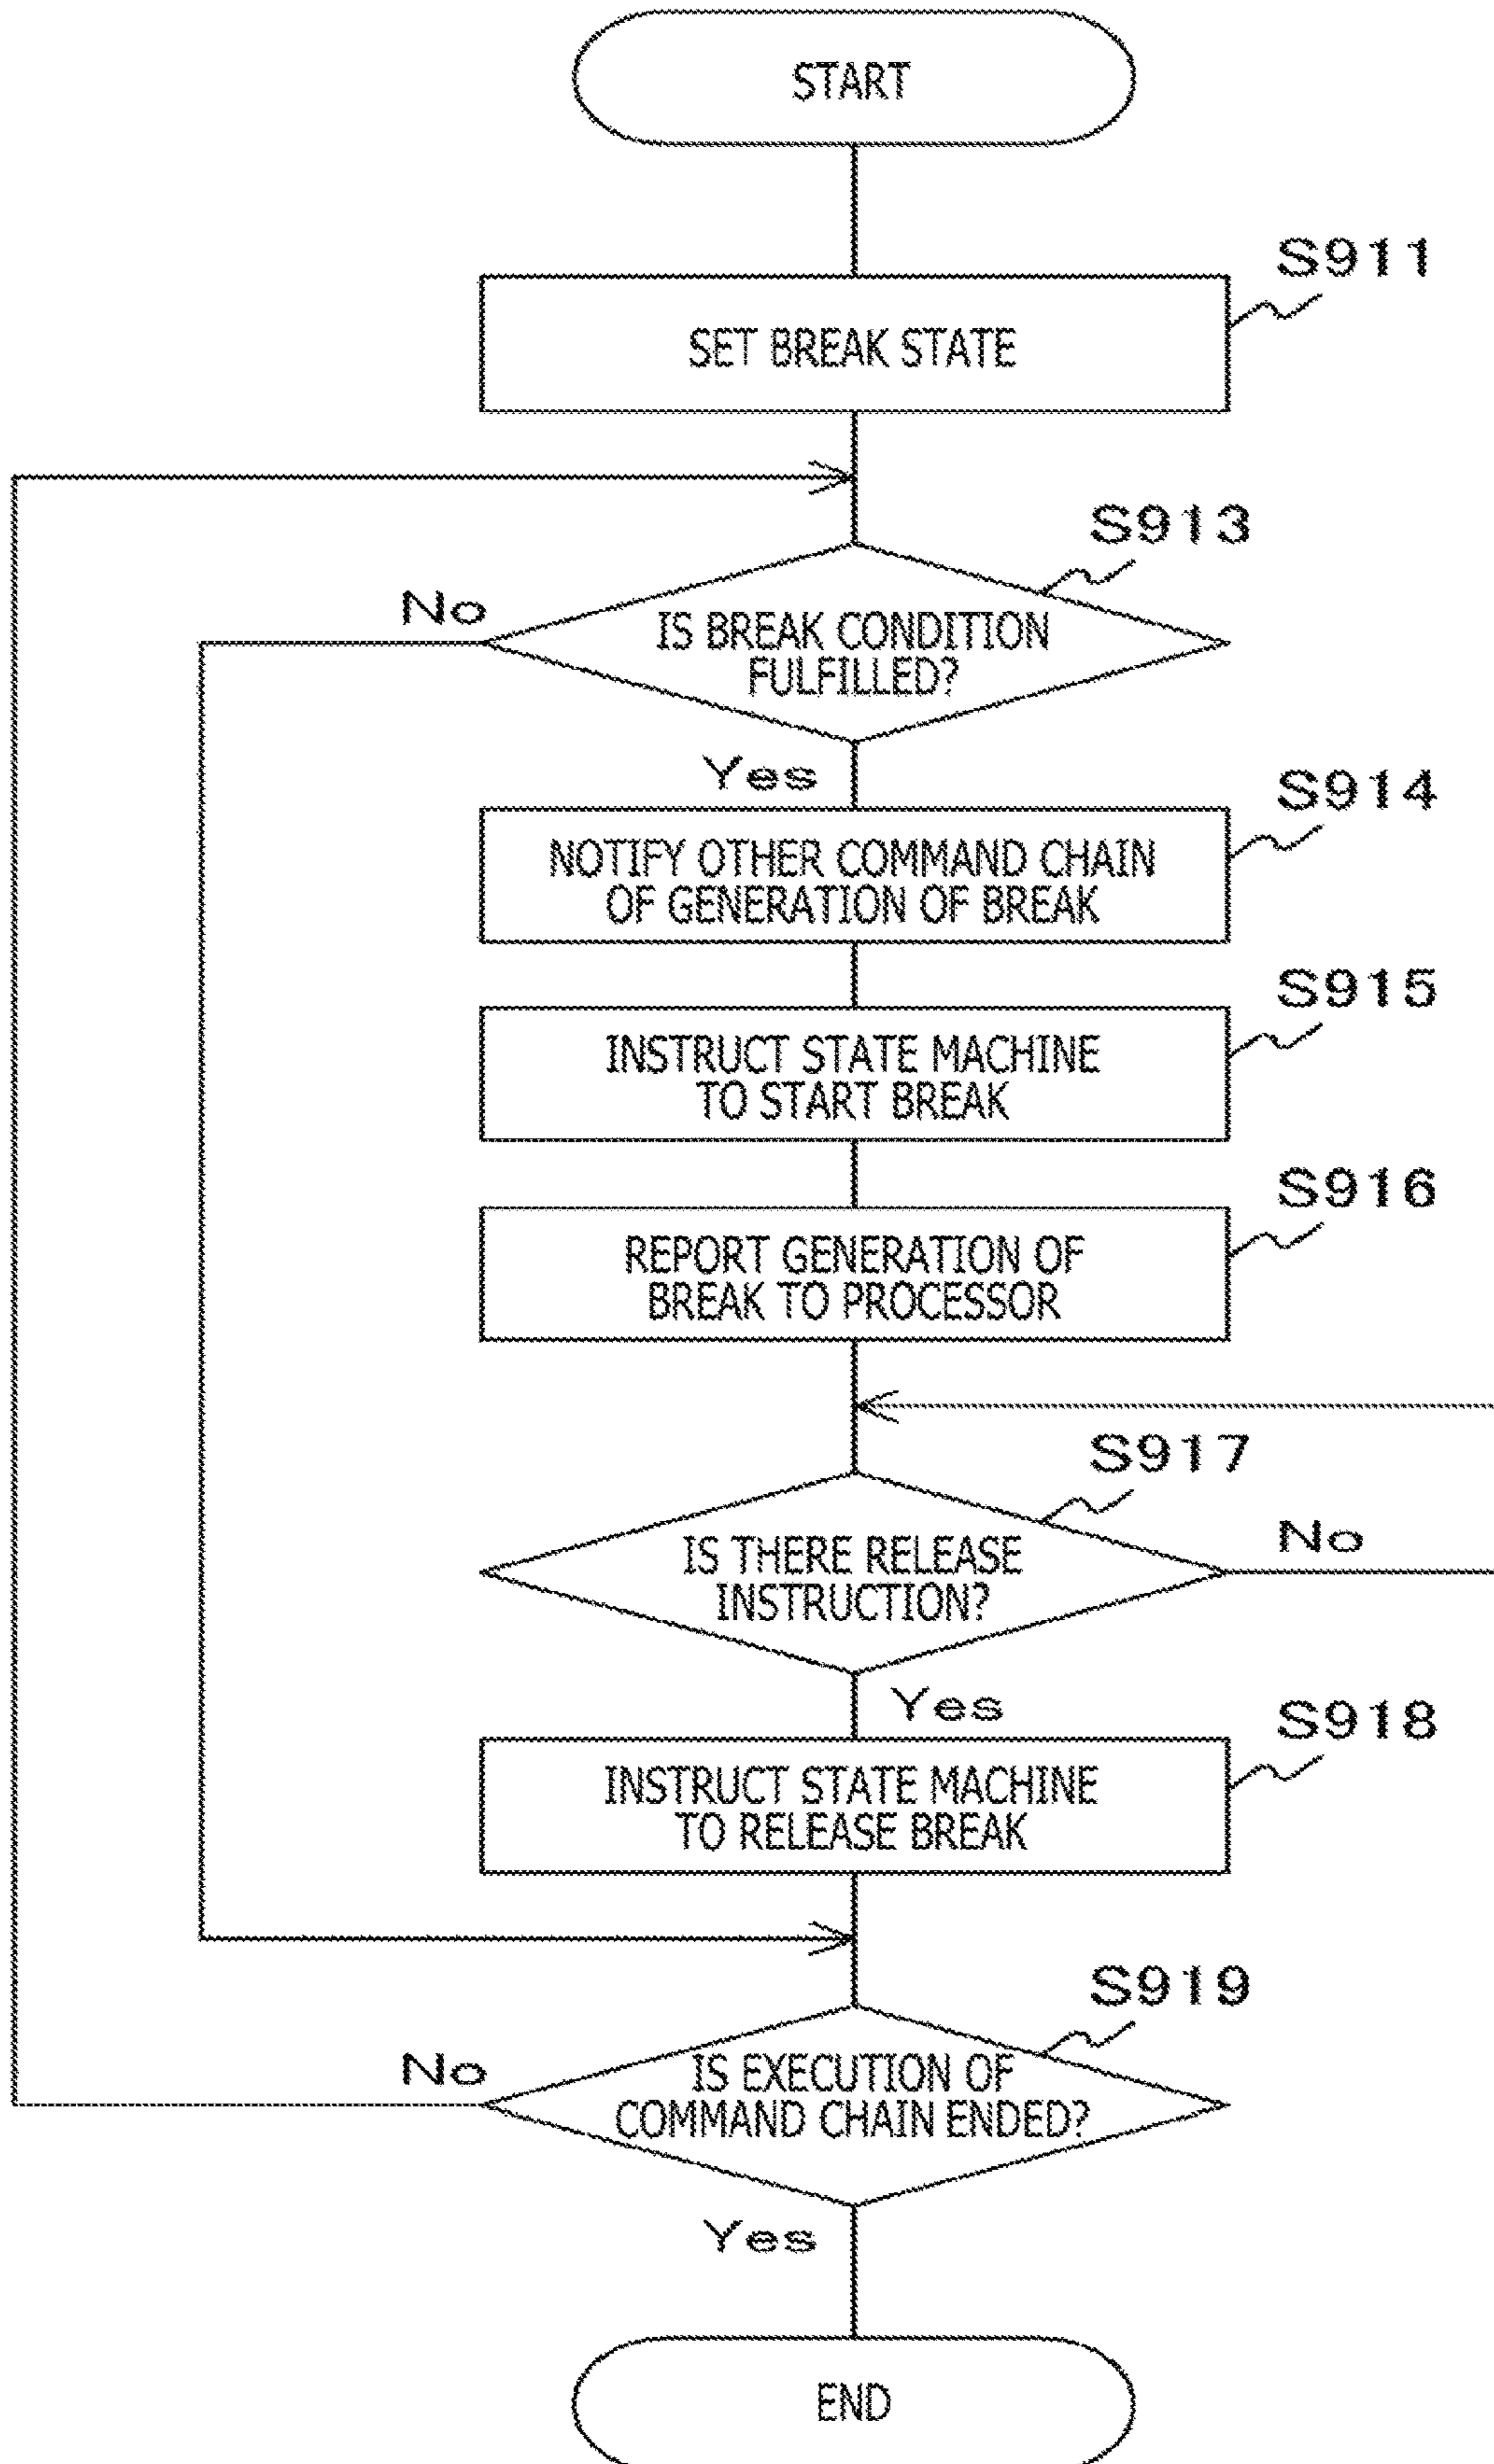 START
S911
SET BREAK STATE
S913
No
IS BREAK CONDITION
FULFILLED?
Yes
S914
NOTIFY OTHER COMMAND CHAIN
OF GENERATION OF BREAK
S915
INSTRUCT STATE MACHINE
TO START BREAK
S916
REPORT GENERATION OF
BREAK TO PROCESSOR
S917
No
IS THERE RELEASE
INSTRUCTION?
Yes
S918
INSTRUCT STATE MACHINE
TO RELEASE BREAK
S919
No
IS EXECUTION OF
COMMAND CHAIN ENDED?
Yes
END